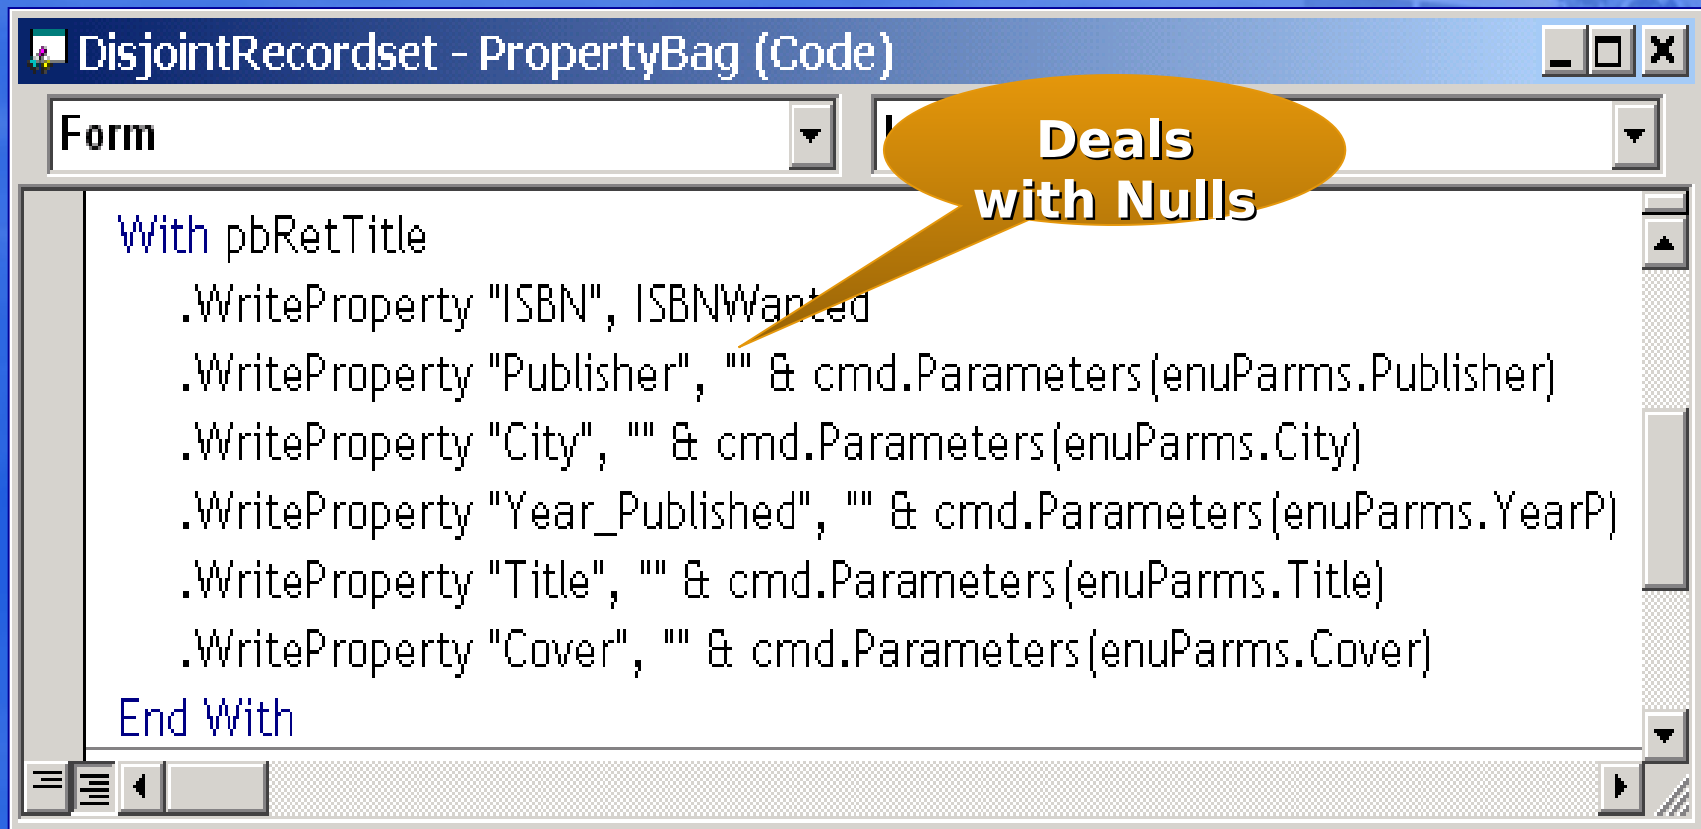 DisjointRecordset - PropertyBag (Code)
Form
Deals
with Nulls
With pbRetTitle
.WriteProperty "ISBN", ISBNWanted
.WriteProperty "Publisher", "" & cmd.Parameters(enuParms.Publisher)
.WriteProperty "City", "" & cmd.Parameters(enuParms.City)
.WriteProperty "Year_Published", "" & cmd.Parameters(enuParms.YearP)
.WriteProperty "Title", "" & cmd.Parameters(enuParms.Title)
.WriteProperty "Cover", "" & cmd.Parameters(enuParms.Cover)
End With